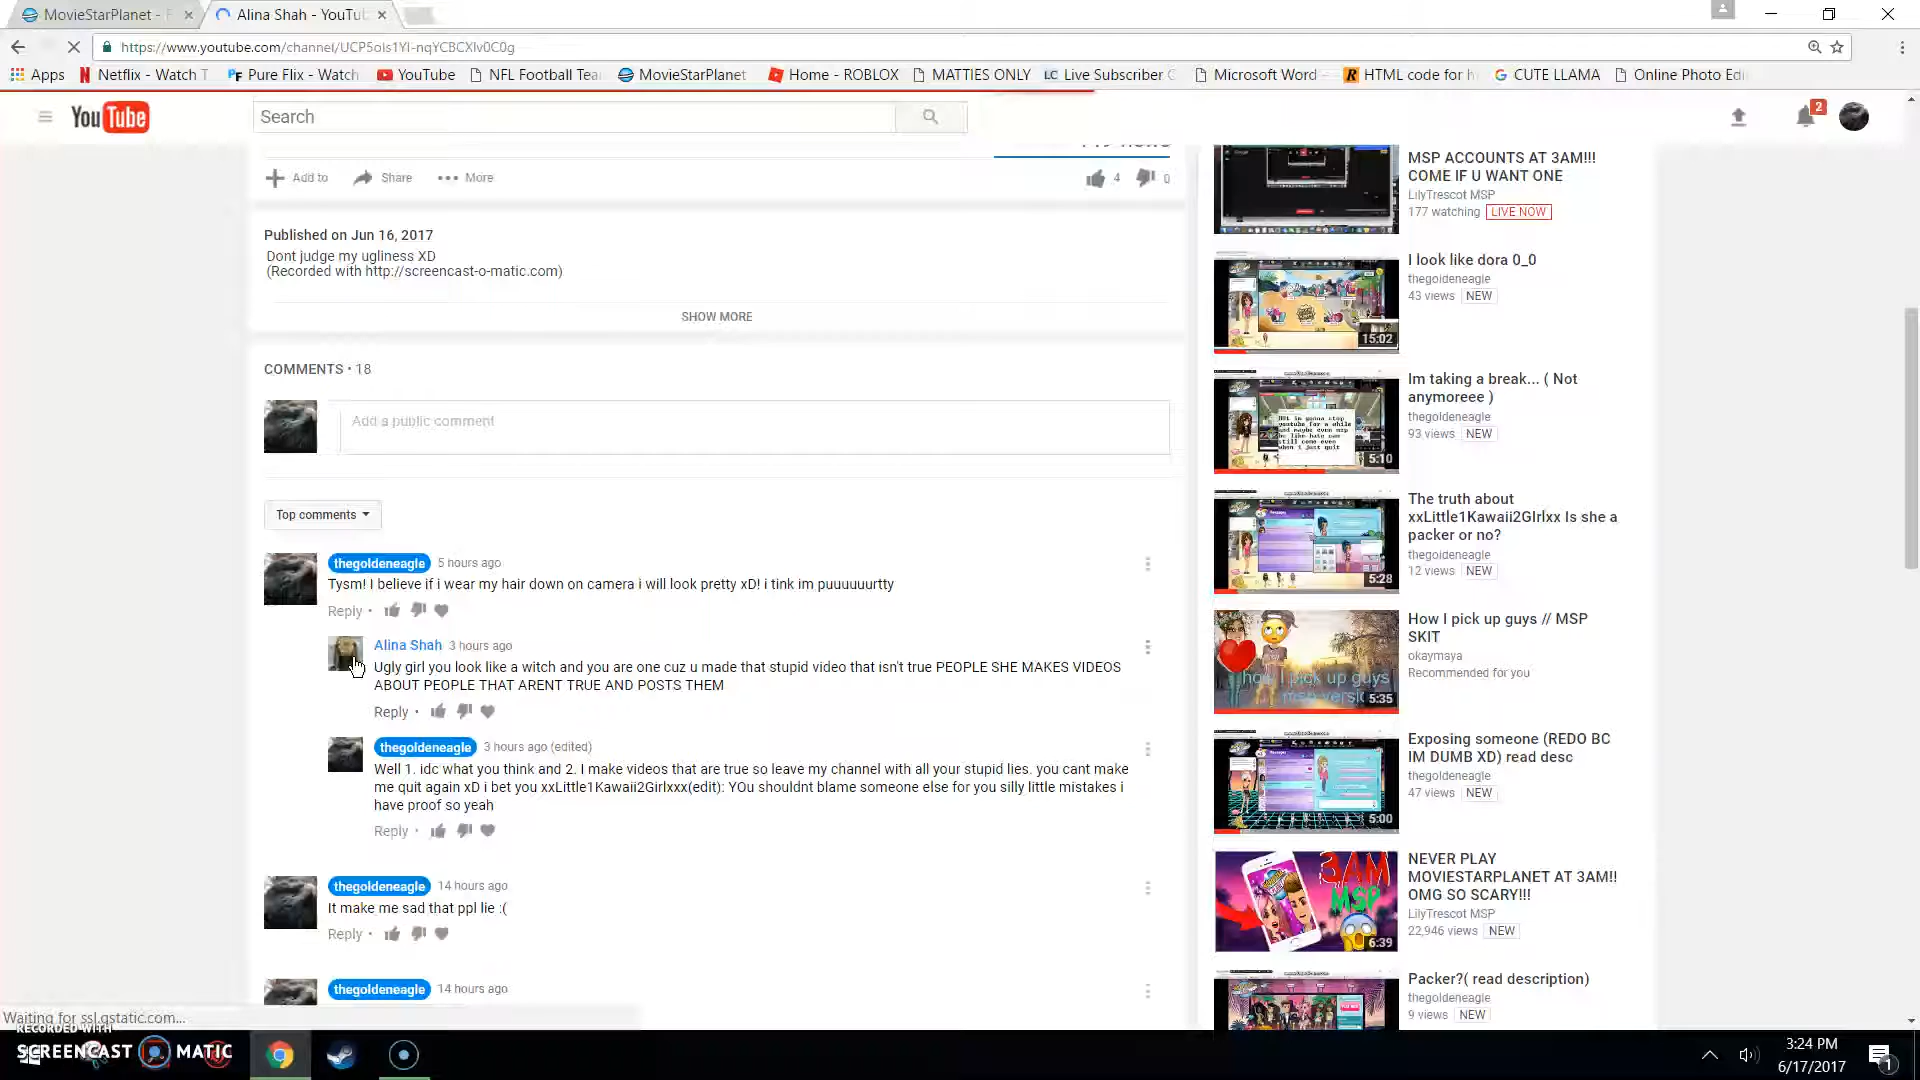 MovieStarPlanet - F
Alina Shah - YouTu
https://www.youtube.com/channel/UCP5ois1YI-nqYCBCXlv0C0g
Apps
Netflix - Watch T
Pure Flix - Watch
YouTube
NFL Football Tea
MovieStarPlanet
Home - ROBLOX
MATTIES ONLY
Live Subscriber C
Microsoft Word
HTML code for h
CUTE LLAMA
Online Photo Edi
YouTube
Search
2
Add to
Share
More
4
0
Published on Jun 16, 2017
Dont judge my ugliness XD
(Recorded with http://screencast-o-matic.com)
SHOW MORE
COMMENTS • 18
Add a public comment
Top comments
thegoldeneagle 5 hours ago
Tysm! I believe if i wear my hair down on camera i will look pretty xD! i tink im puuuuuurtty
Reply •
Alina Shah 3 hours ago
Ugly girl you look like a witch and you are one cuz u made that stupid video that isn't true PEOPLE SHE MAKES VIDEOS
ABOUT PEOPLE THAT ARENT TRUE AND POSTS THEM
Reply •
thegoldeneagle 3 hours ago (edited)
Well 1. idc what you think and 2. I make videos that are true so leave my channel with all your stupid lies. you cant make
me quit again xD i bet you xxLittle1Kawaii2Girlxxx(edit): YOu shouldnt blame someone else for you silly little mistakes i
have proof so yeah
Reply •
thegoldeneagle 14 hours ago
It make me sad that ppl lie :(
Reply •
thegoldeneagle 14 hours ago
MSP ACCOUNTS AT 3AM!!!
COME IF U WANT ONE
LilyTrescot MSP
177 watching LIVE NOW
15:02
I look like dora 0_0
thegoldeneagle
43 views NEW
5:10
Im taking a break... ( Not
anymoreee )
thegoldeneagle
93 views NEW
5:28
The truth about
xxLittle1Kawaii2GIrlxx Is she a
packer or no?
thegoldeneagle
12 views NEW
how I pick up guys
msp versi
5:35
How I pick up guys // MSP
SKIT
okaymaya
Recommended for you
5:00
Exposing someone (REDO BC
IM DUMB XD) read desc
thegoldeneagle
47 views NEW
3AM
MSP
6:39
NEVER PLAY
MOVIESTARPLANET AT 3AM!!
OMG SO SCARY!!!
LilyTrescot MSP
22,946 views NEW
Packer?( read description)
thegoldeneagle
9 views NEW
Waiting for ssl.gstatic.com...
RECORDED WITH
SCREENCAST MATIC
3:24 PM
6/17/2017
1